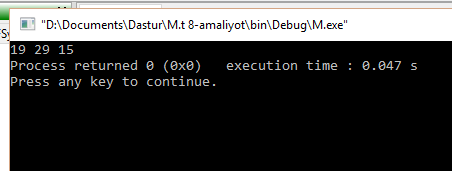 "D:\Documents\Dastur\M.t 8-amaliyot\bin\Debug\M.exe"
19 29 15
Process returned 0 (0x0)   execution time : 0.047 s
Press any key to continue.